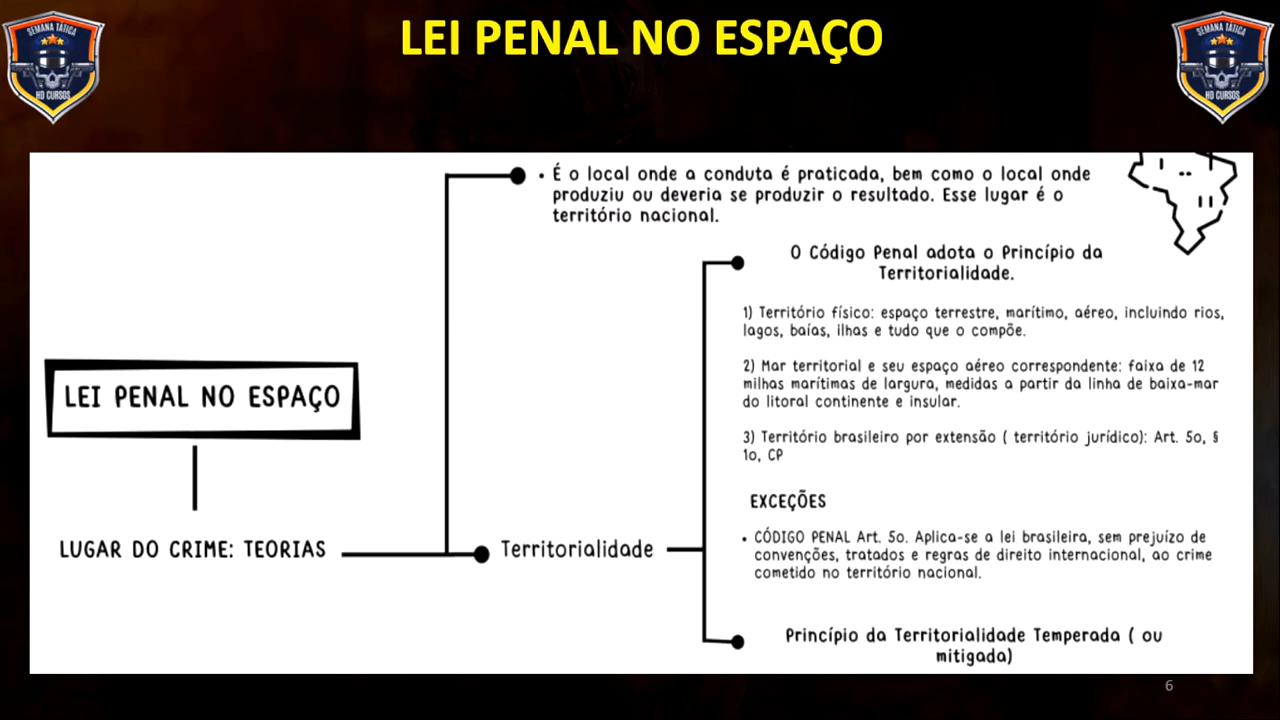 LEI PENAL NO ESPAÇO
SEMANA TÁTICA
HD CURSOS
SEMANA TÁTICA
HD CURSOS
• É o local onde a conduta é praticada, bem como o local onde
produziu ou deveria se produzir o resultado. Esse lugar é o
território nacional.
O Código Penal adota o Princípio da
Territorialidade.
1) Território físico: espaço terrestre, marítimo, aéreo, incluindo rios,
lagos, baías, ilhas e tudo que o compõe.
2) Mar territorial e seu espaço aéreo correspondente: faixa de 12
milhas marítimas de largura, medidas a partir da linha de baixa-mar
do litoral continente e insular.
3) Território brasileiro por extensão ( território jurídico): Art. 5o, §
1o, CP
LEI PENAL NO ESPAÇO
EXCEÇÕES
• CÓDIGO PENAL Art. 5o. Aplica-se a lei brasileira, sem prejuízo de
convenções, tratados e regras de direito internacional, ao crime
cometido no território nacional.
LUGAR DO CRIME: TEORIAS
Territorialidade
Princípio da Territorialidade Temperada ( ou
mitigada)
6